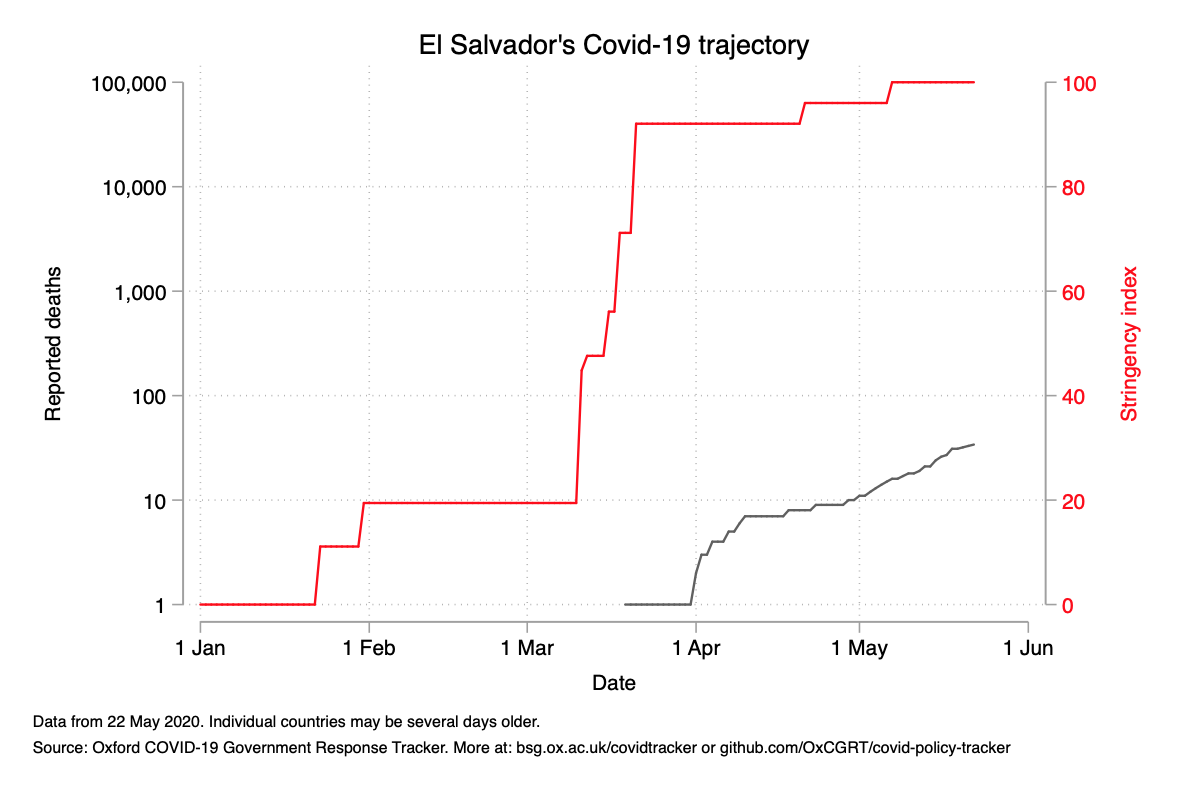 El Salvador's Covid-19 trajectory
100,000
10,000
1,000
100
10
1
Reported deaths
100
80
60
40
20
0
Stringency index
1 Jan
1 Feb
1 Mar
1 Apr
1 May
1 Jun
Date
Data from 22 May 2020. Individual countries may be several days older.
Source: Oxford COVID-19 Government Response Tracker. More at: bsg.ox.ac.uk/covidtracker or github.com/OxCGRT/covid-policy-tracker